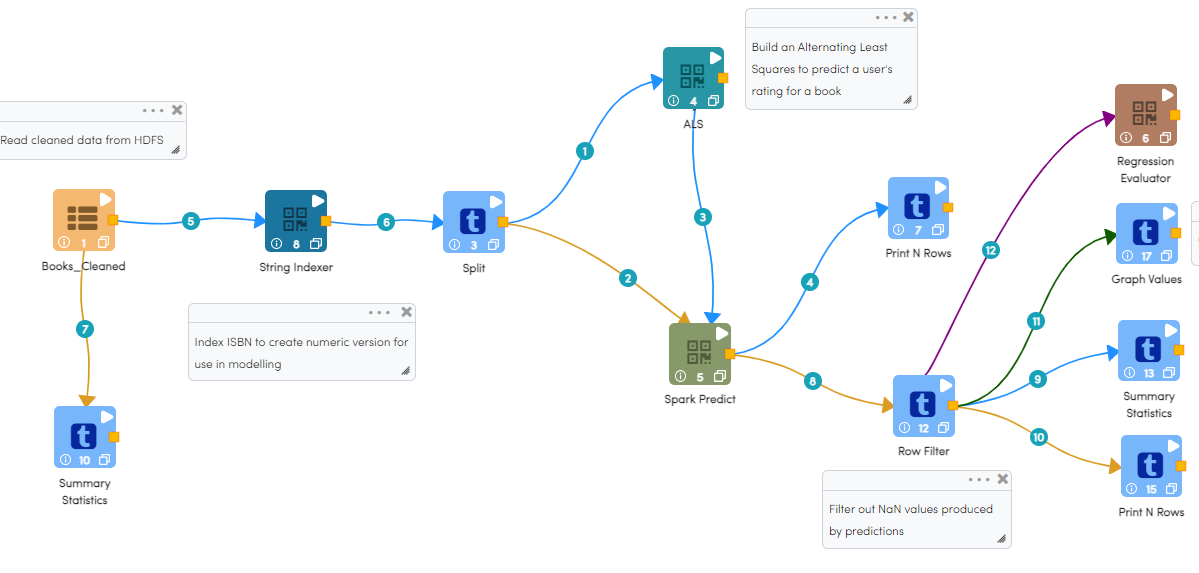 Build an Alternating Least
Squares to predict a user's
rating for a book
4
ALS
Read cleaned data from HDFS
1
6
Regression
Evaluator
1
Books_Cleaned
5
8
String Indexer
6
t
3
Split
3
t
7
Print N Rows
12
t
17
Graph Values
2
4
7
Index ISBN to create numeric version for
use in modelling
11
5
Spark Predict
8
9
t
13
Summary
Statistics
t
12
Row Filter
10
t
10
Summary
Statistics
t
15
Print N Rows
Filter out NaN values produced
by predictions